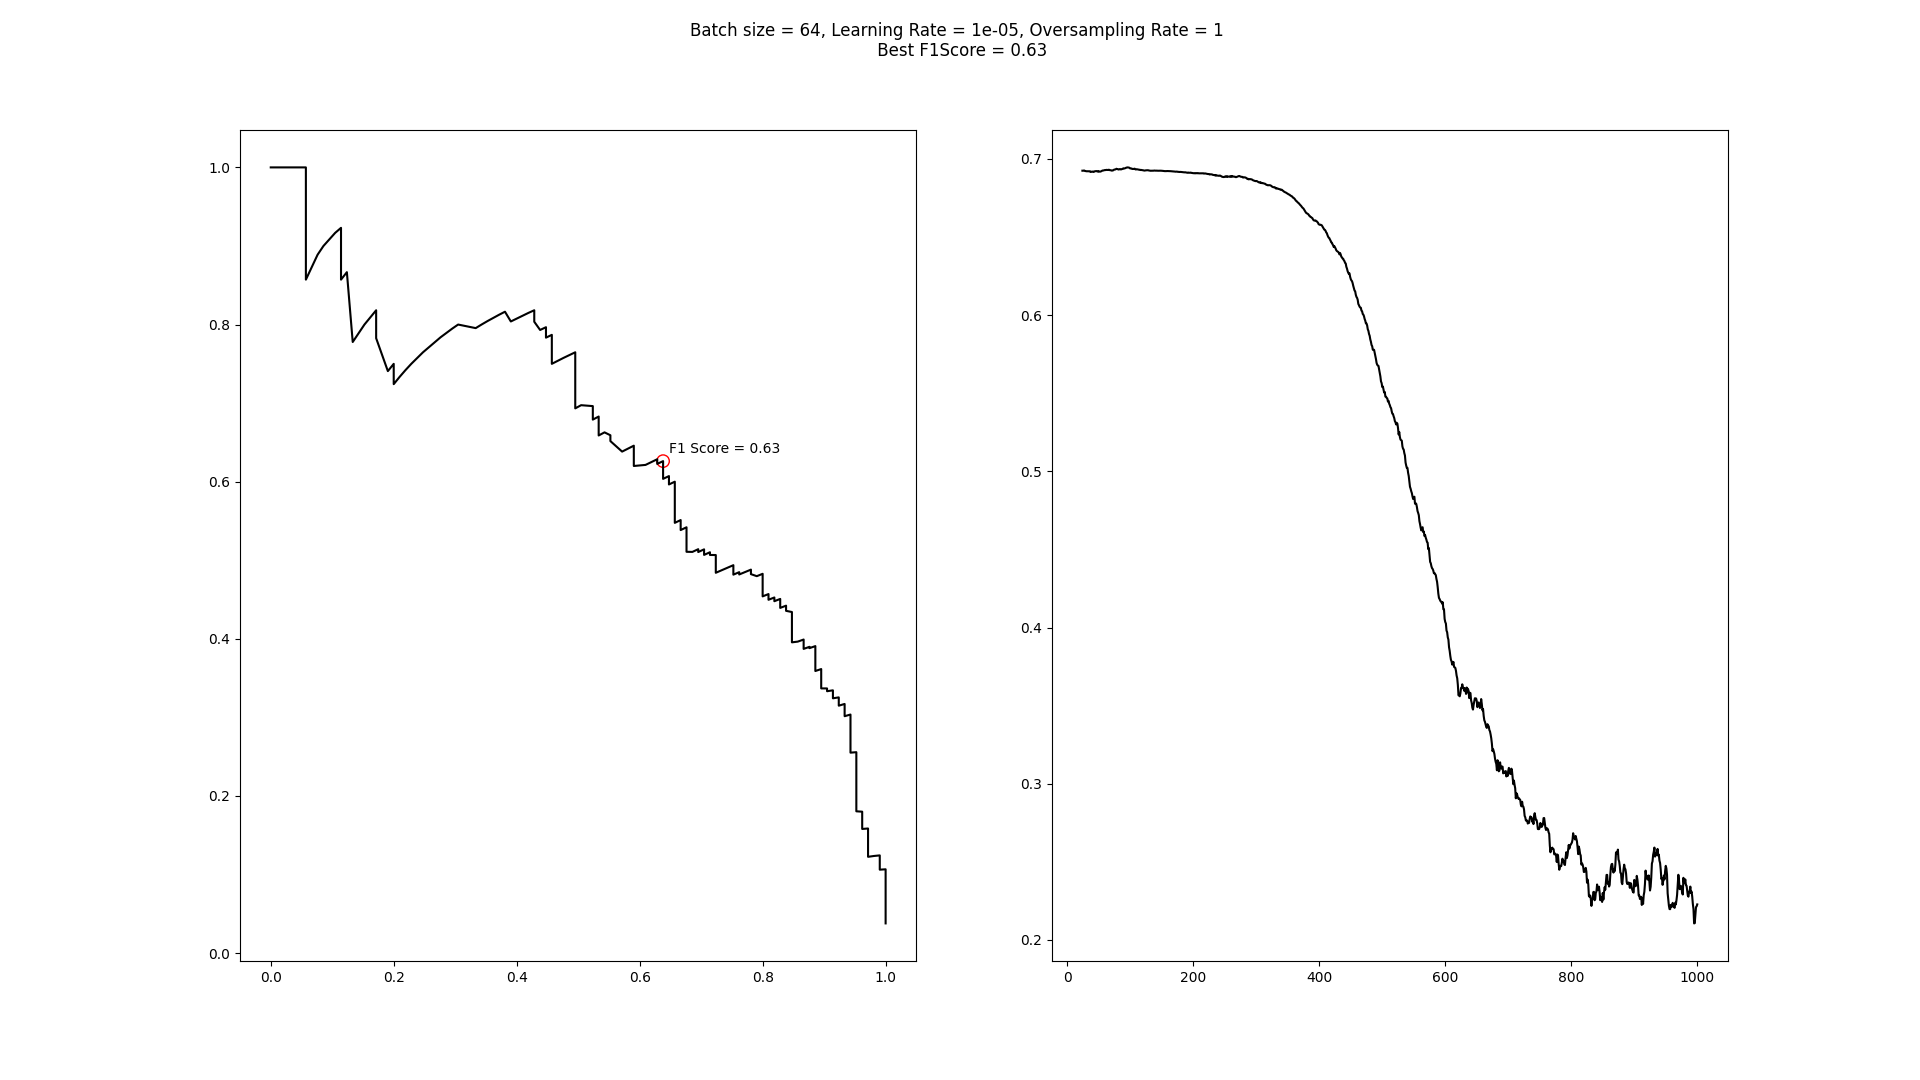 Batch size = 64, Learning Rate = 1e-05, Oversampling Rate = 1
Best F1Score = 0.63
1.0
0.8
0.6
0.4
0.2
0.0
F1 Score = 0.63
0.0 0.2 0.4 0.6 0.8 1.0
0.7
0.6
0.5
0.4
0.3
0.2
0 200 400 600 800 1000